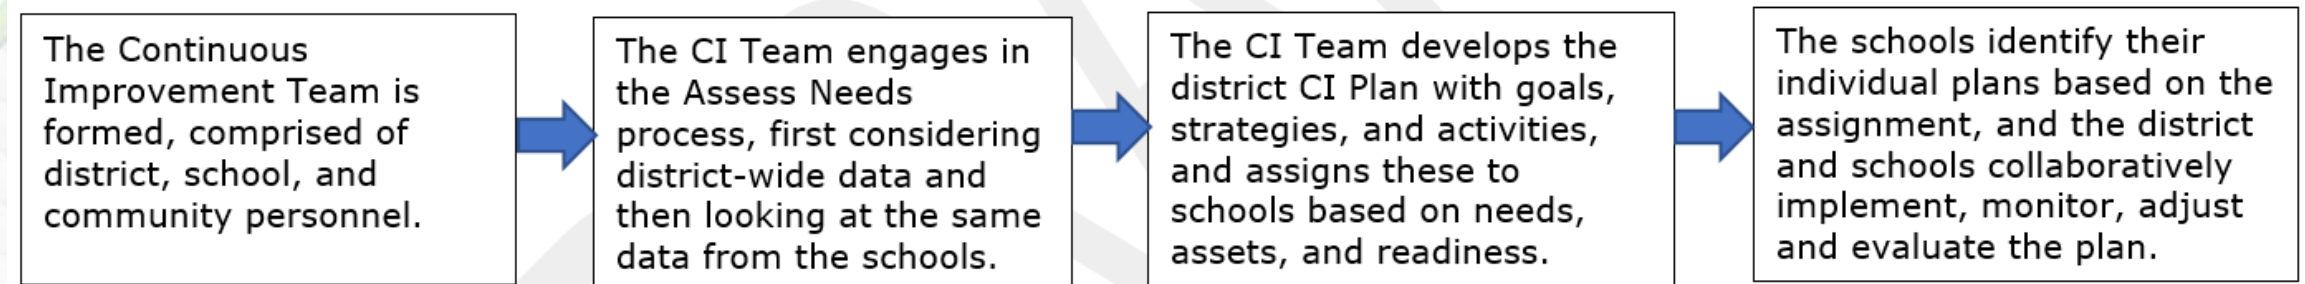 The Continuous
Improvement Team is
formed, comprised of
district, school, and
community personnel.
The CI Team engages in
the Assess Needs
process, first considering
district-wide data and
then looking at the same
data from the schools.
The CI Team develops the
district CI Plan with goals,
strategies, and activities,
and assigns these to
schools based on needs,
assets, and readiness.
The schools identify their
individual plans based on the
assignment, and the district
and schools collaboratively
implement, monitor, adjust
and evaluate the plan.